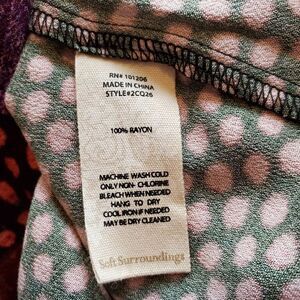 RN# 101206
MADE IN CHINA
STYLE#2CQ26
100% RAYON
MACHINE WASH COLD
ONLY NON- CHLORINE
BLEACH WHEN NEEDED
HANG TO DRY
COOL IRON IF NEEDED
MAY BE DRY CLEANED
Soft Surroundings